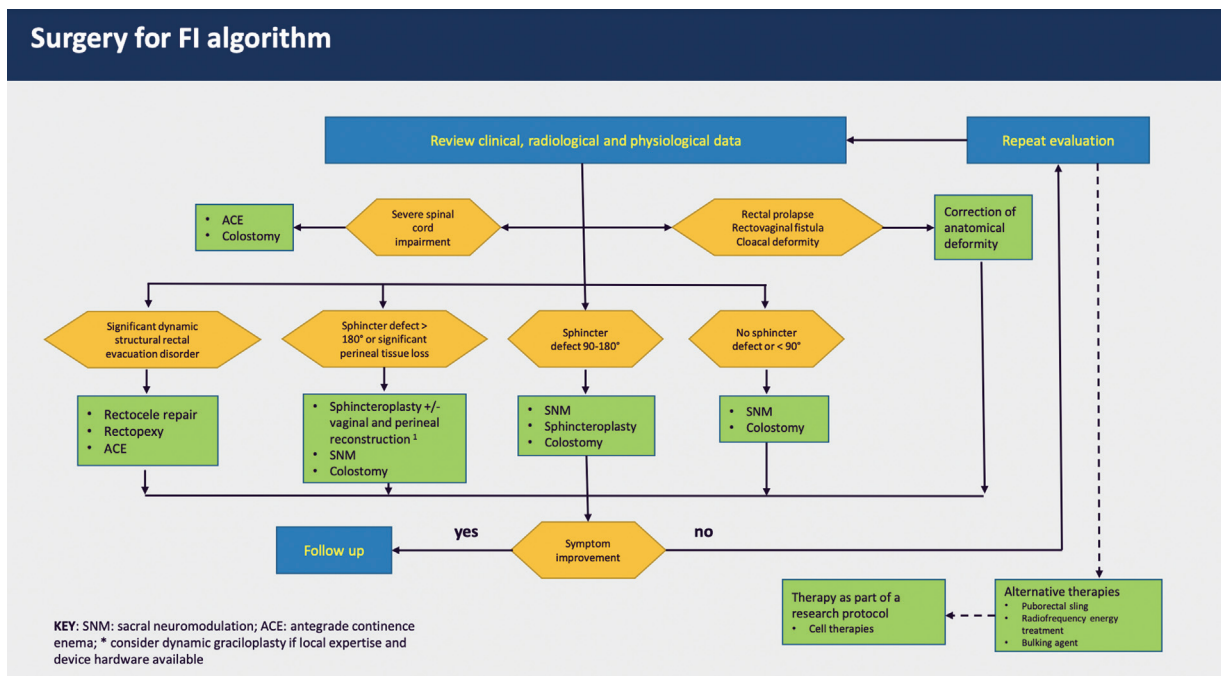 Surgery for FI algorithm
Review clinical, radiological and physiological data
Repeat evaluation
• ACE
• Colostomy
Severe spinal
cord
impairment
Rectal prolapse
Rectovaginal fistula
Cloacal deformity
Correction of
anatomical
deformity
Significant dynamic
structural rectal
evacuation disorder
Sphincter defect >
180° or significant
perineal tissue loss
Sphincter
defect 90-180°
No sphincter
defect or < 90°
• Rectocele repair
• Rectopexy
• ACE
• Sphincteroplasty +/-
vaginal and perineal
reconstruction ¹
• SNM
• Colostomy
• SNM
• Sphincteroplasty
• Colostomy
• SNM
• Colostomy
yes
no
Follow up
Symptom
improvement
Therapy as part of a
research protocol
• Cell therapies
Alternative therapies
• Puborectal sling
• Radiofrequency energy
treatment
• Bulking agent
KEY: SNM: sacral neuromodulation; ACE: antegrade continence
enema; * consider dynamic graciloplasty if local expertise and
device hardware available